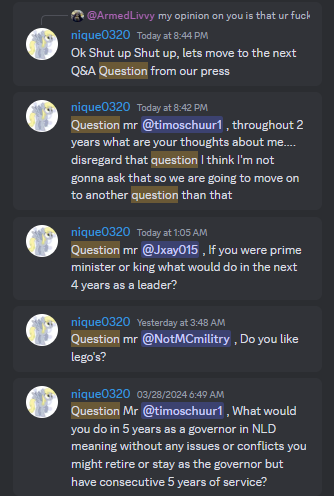 @ArmedLivvy my opinion on you is that ur fuck
nique0320 Today at 8:44 PM
Ok Shut up Shut up, lets move to the next
Q&A Question from our press
nique0320 Today at 8:42 PM
Question mr @timoschuur1 , throughout 2
years what are your thoughts about me....
disregard that question I think I'm not
gonna ask that so we are going to move on
to another question than that
nique0320 Today at 1:05 AM
Question mr @Jxay015 , If you were prime
minister or king what would do in the next
4 years as a leader?
nique0320 Yesterday at 3:48 AM
Question mr @NotMCmilitry , Do you like
lego's?
nique0320 03/28/2024 6:49 AM
Question Mr @timoschuur1 , What would
you do in 5 years as a governor in NLD
meaning without any issues or conflicts you
might retire or stay as the governor but
have consecutive 5 years of service?